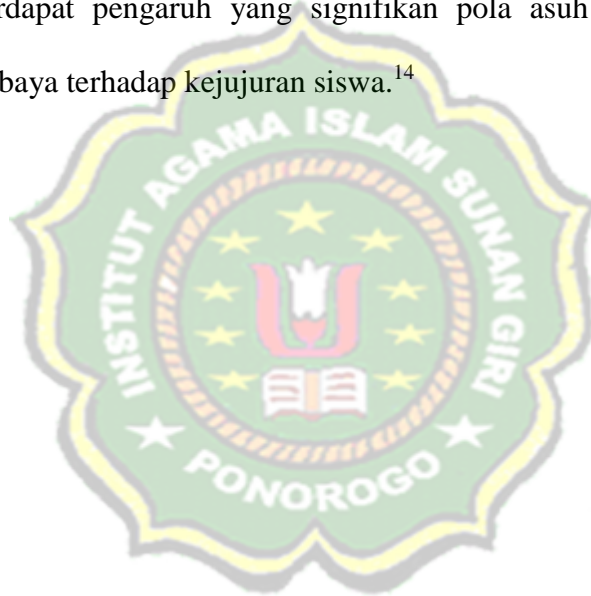 rdapat pengaruh yang signifikan pola asuh
baya terhadap kejujuran siswa.14
INSTITUT AGAMA ISLAM SUNAN GIRI
PONOROGO